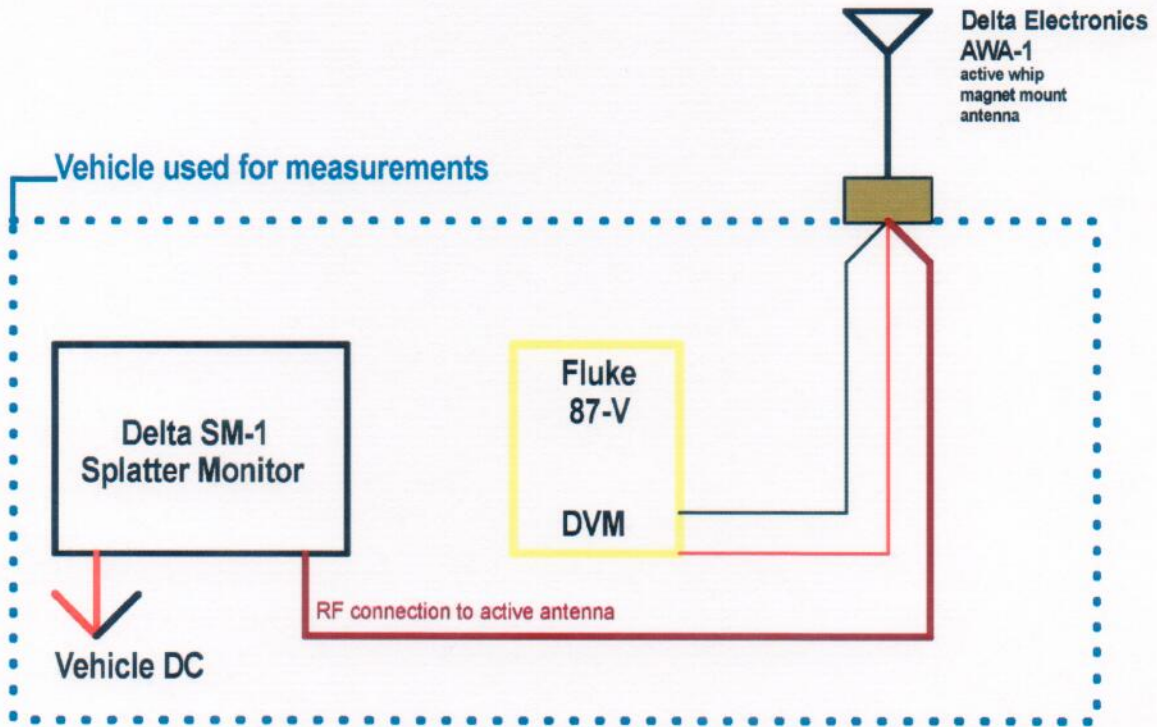 Delta Electronics
AWA-1
active whip
magnet mount
antenna
Vehicle used for measurements
Fluke
87-V
DVM
Delta SM-1
Splatter Monitor
RF connection to active antenna
Vehicle DC